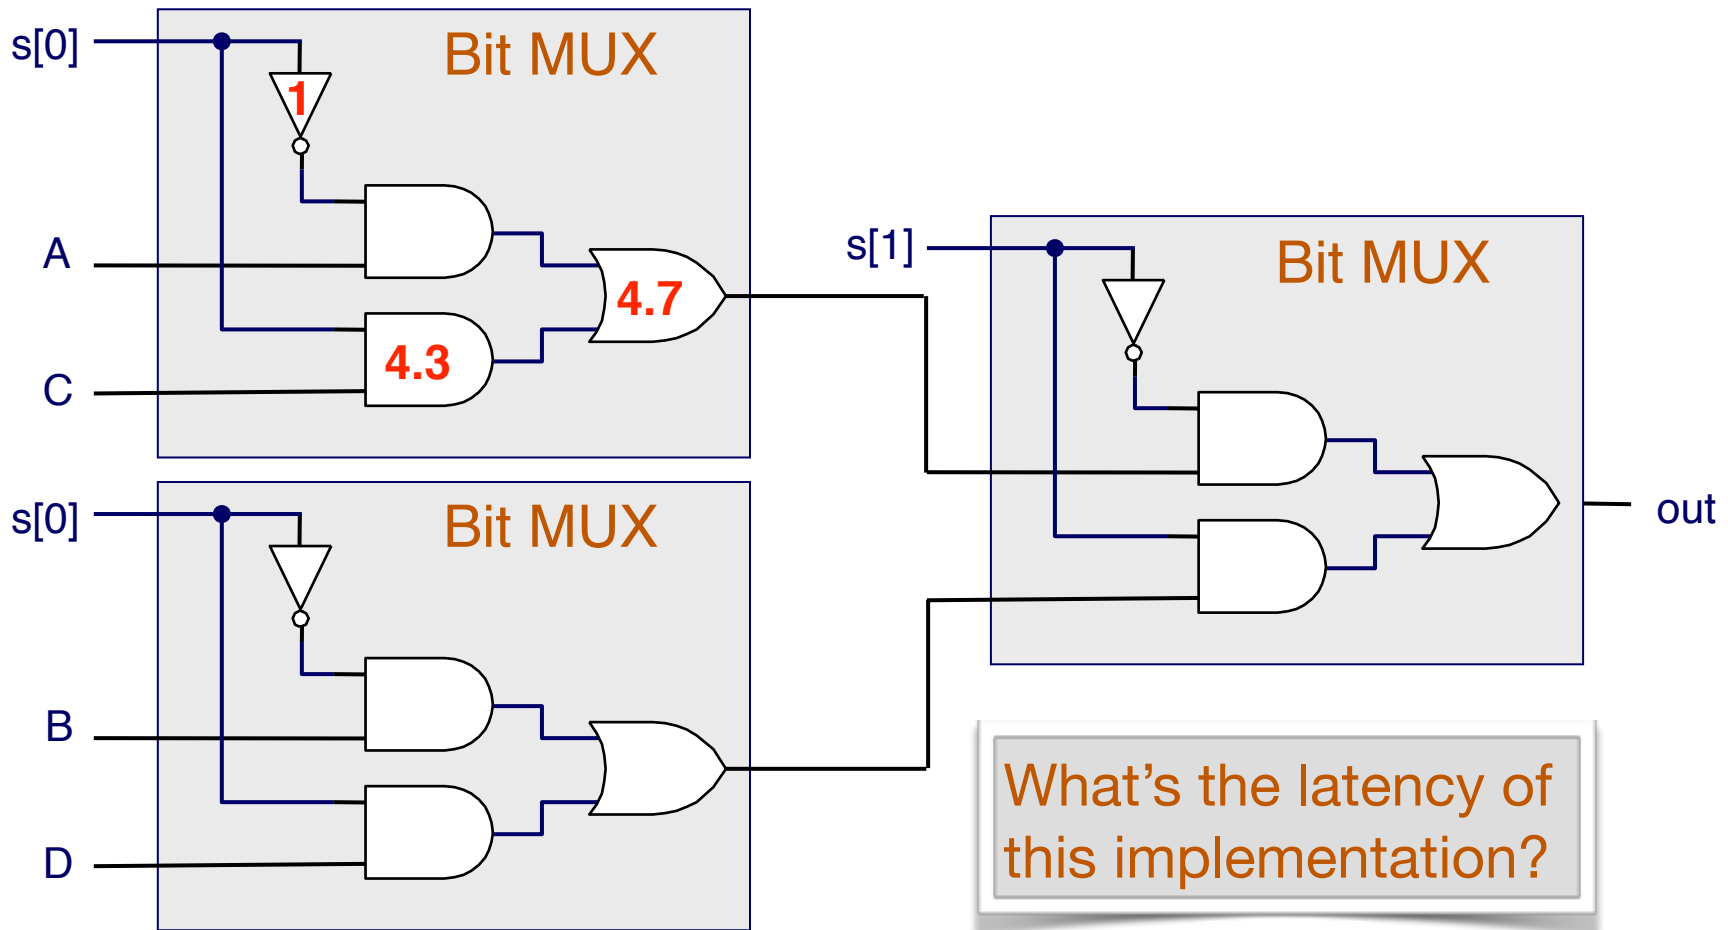 s[0]
Bit MUX
1
A
4.7
4.3
C
s[1]
Bit MUX
out
s[0]
Bit MUX
B
D
What's the latency of
this implementation?